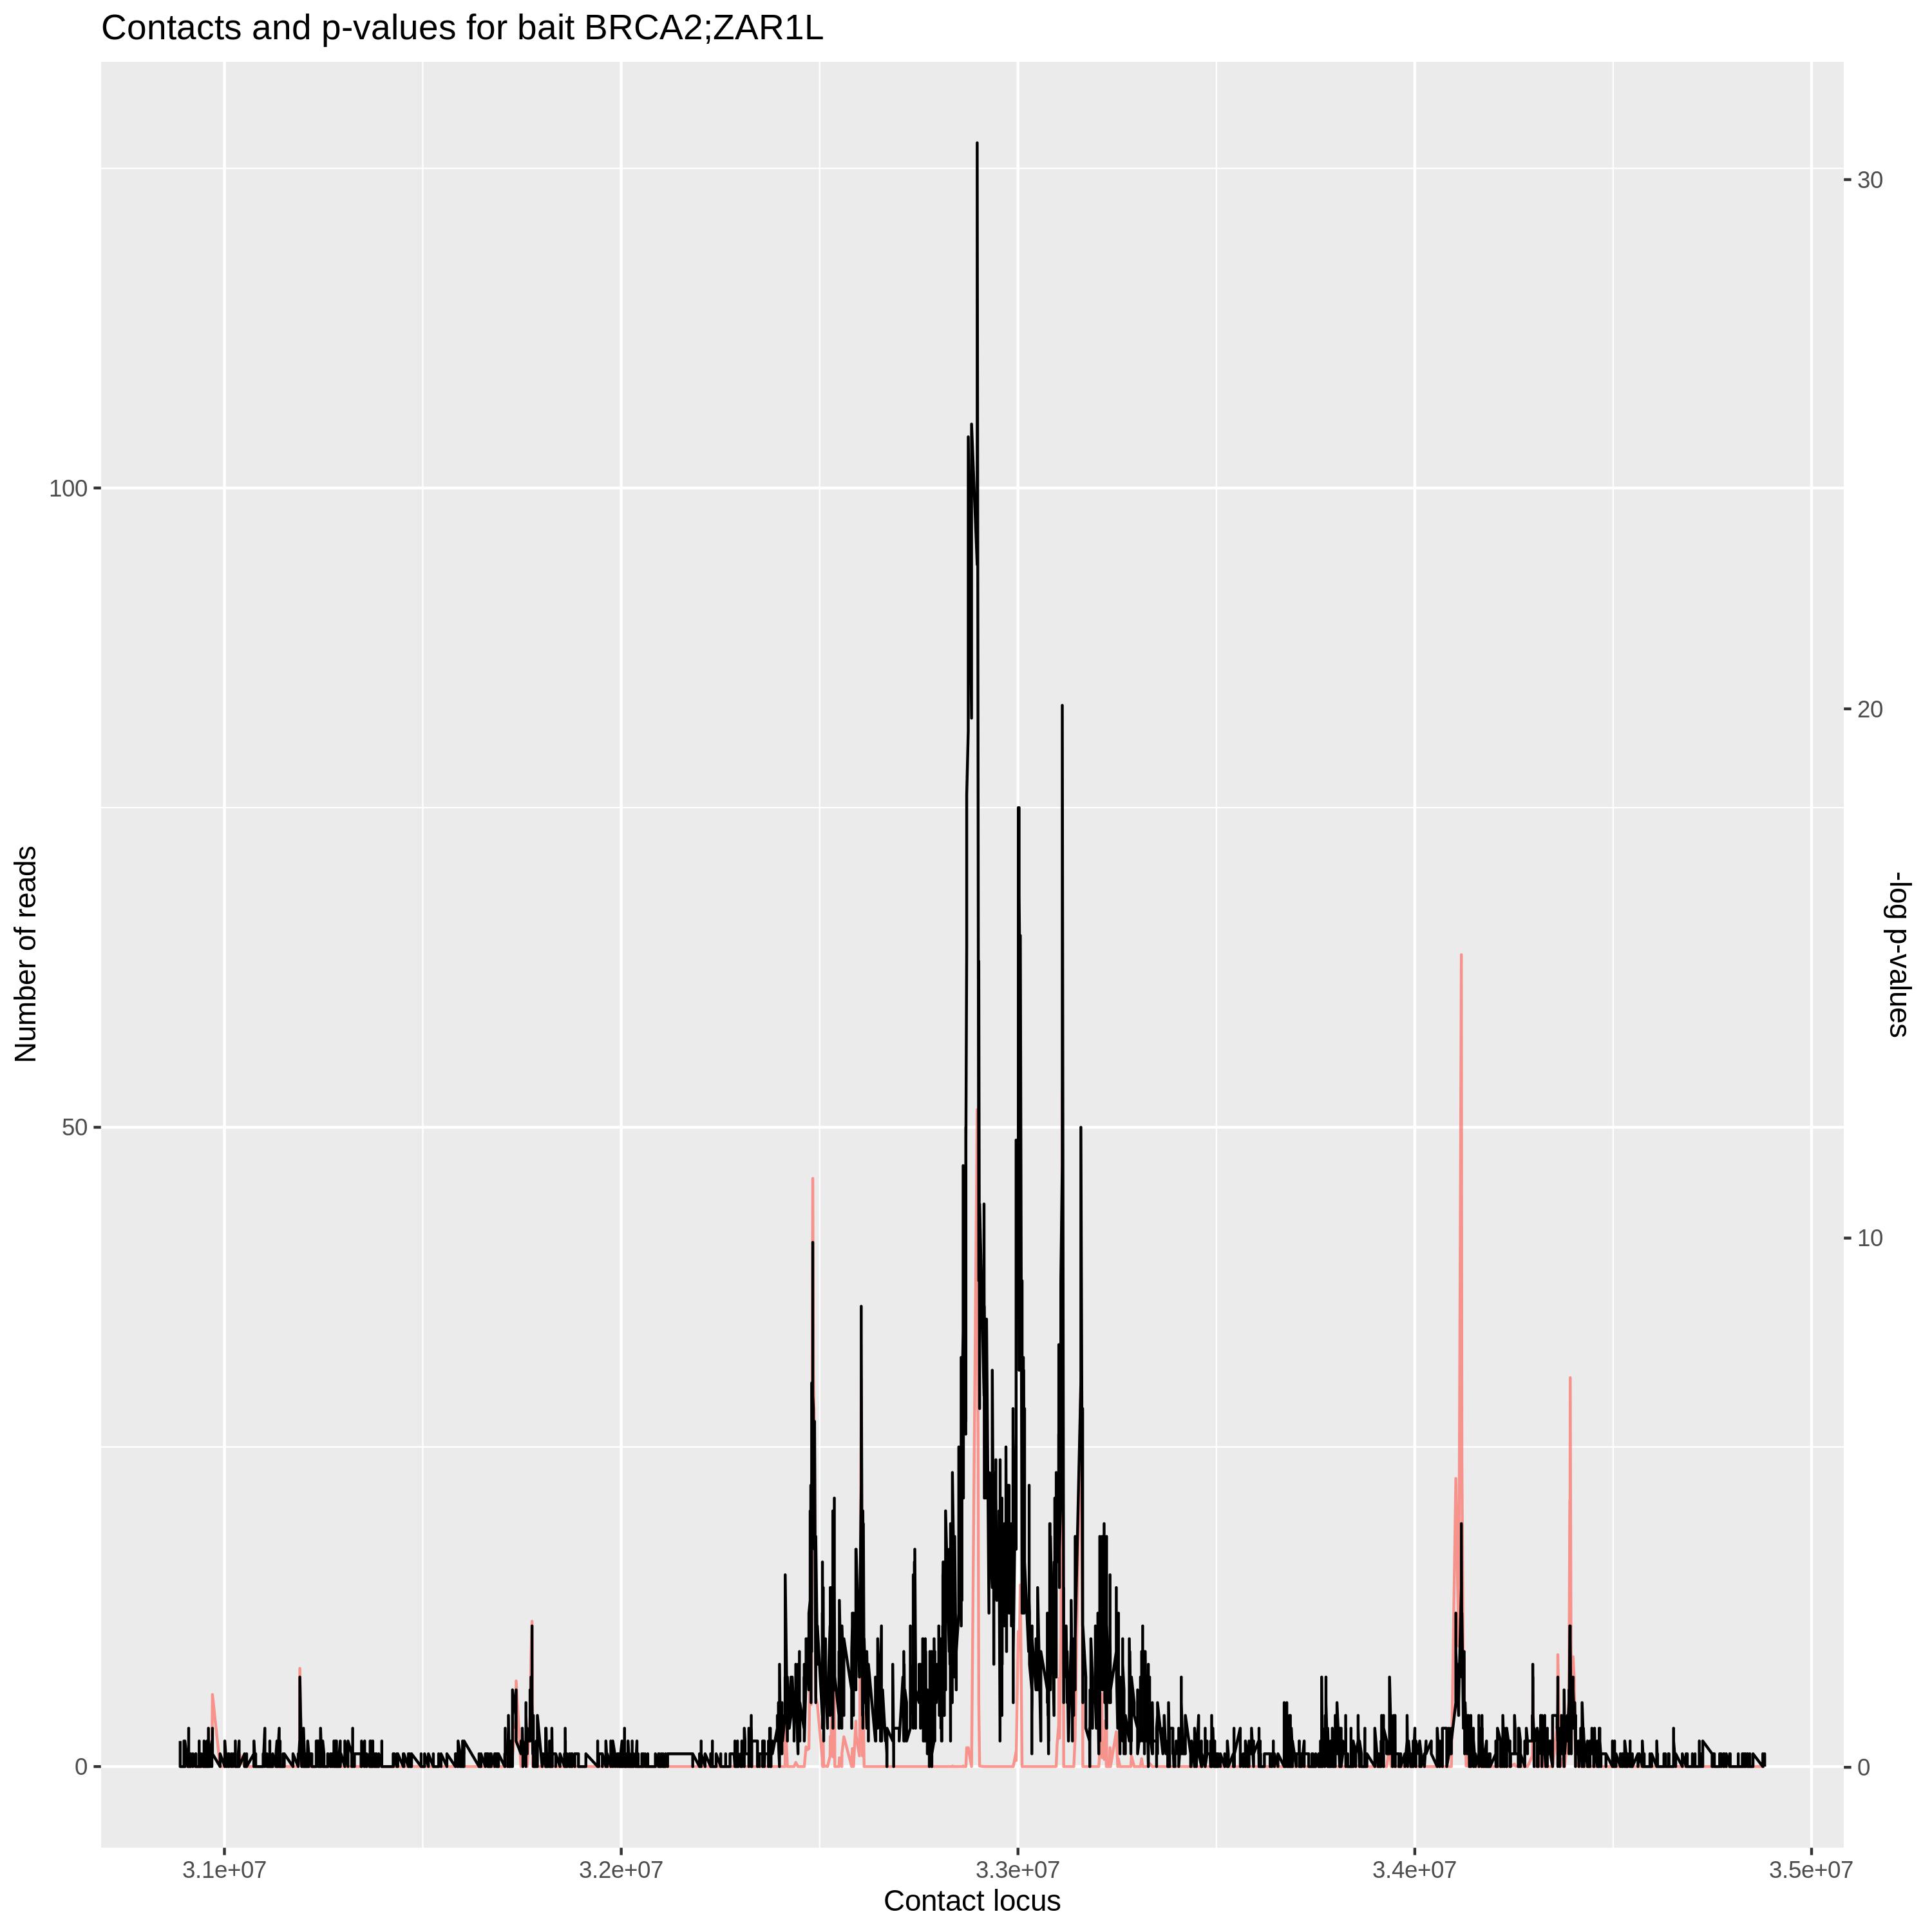 Contacts and p-values for bait BRCA2;ZAR1L
Number of reads
100
50
0
30
20
10
0
-log p-values
3.1e+07 3.2e+07 3.3e+07 3.4e+07 3.5e+07
Contact locus